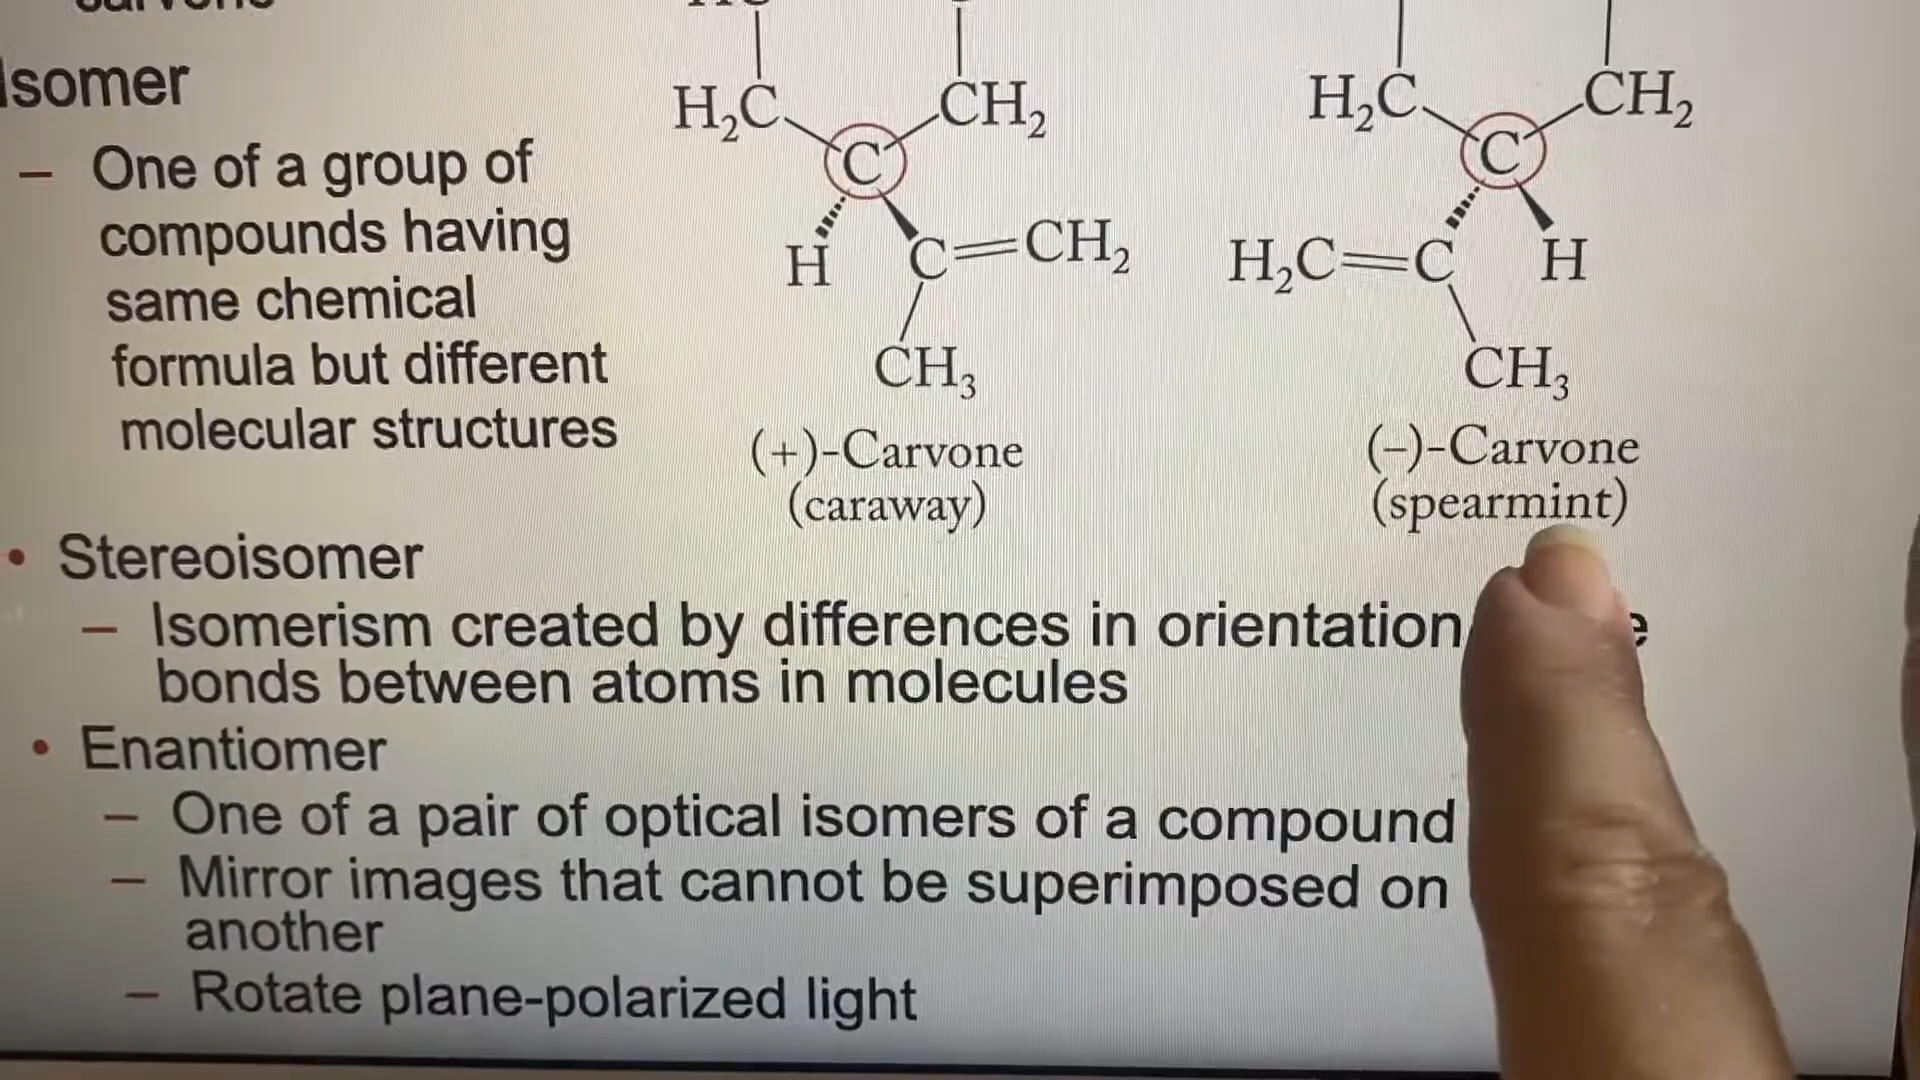 carvone
Isomer
– One of a group of
compounds having
same chemical
formula but different
molecular structures
H₂C CH₂
C
H C=CH₂
CH₃
(+)-Carvone
(caraway)
H₂C CH₂
C
H₂C=C H
CH₃
(–)-Carvone
(spearmint)
• Stereoisomer
– Isomerism created by differences in orientation
bonds between atoms in molecules
• Enantiomer
– One of a pair of optical isomers of a compound
– Mirror images that cannot be superimposed on
another
– Rotate plane-polarized light